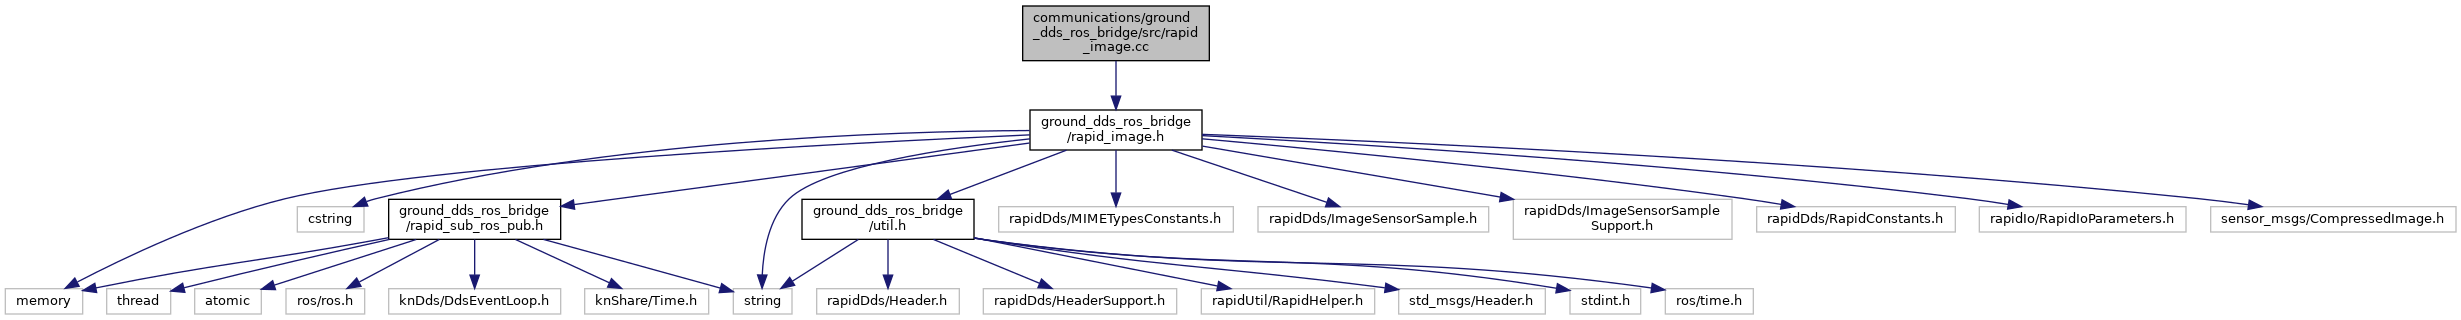 communications/ground
_dds_ros_bridge/src/rapid
_image.cc
ground_dds_ros_bridge
/rapid_image.h
cstring
ground_dds_ros_bridge
/rapid_sub_ros_pub.h
ground_dds_ros_bridge
/util.h
rapidDds/MIMETypesConstants.h
rapidDds/ImageSensorSample.h
rapidDds/ImageSensorSample
Support.h
rapidDds/RapidConstants.h
rapidIo/RapidIoParameters.h
sensor_msgs/CompressedImage.h
memory
thread
atomic
ros/ros.h
knDds/DdsEventLoop.h
knShare/Time.h
string
rapidDds/Header.h
rapidDds/HeaderSupport.h
rapidUtil/RapidHelper.h
std_msgs/Header.h
stdint.h
ros/time.h